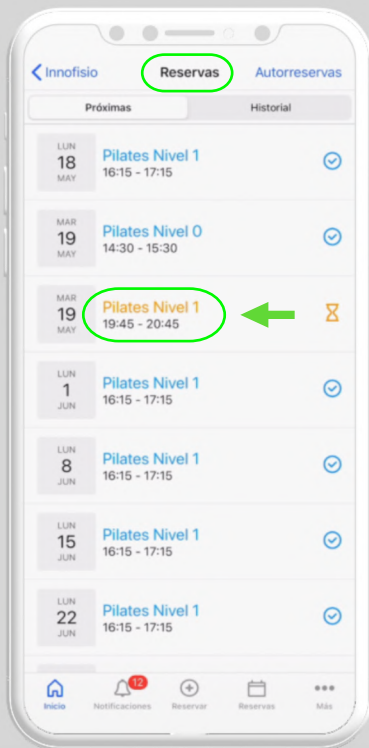 Innofisio
Reservas
Autorreservas
Próximas
Historial
LUN
18
MAY
Pilates Nivel 1
16:15 - 17:15
MAR
19
MAY
Pilates Nivel 0
14:30 - 15:30
MAR
19
MAY
Pilates Nivel 1
19:45 - 20:45
LUN
1
JUN
Pilates Nivel 1
16:15 - 17:15
LUN
8
JUN
Pilates Nivel 1
16:15 - 17:15
LUN
15
JUN
Pilates Nivel 1
16:15 - 17:15
LUN
22
JUN
Pilates Nivel 1
16:15 - 17:15
12
Inicio
Notificaciones
Reservar
Reservas
Más